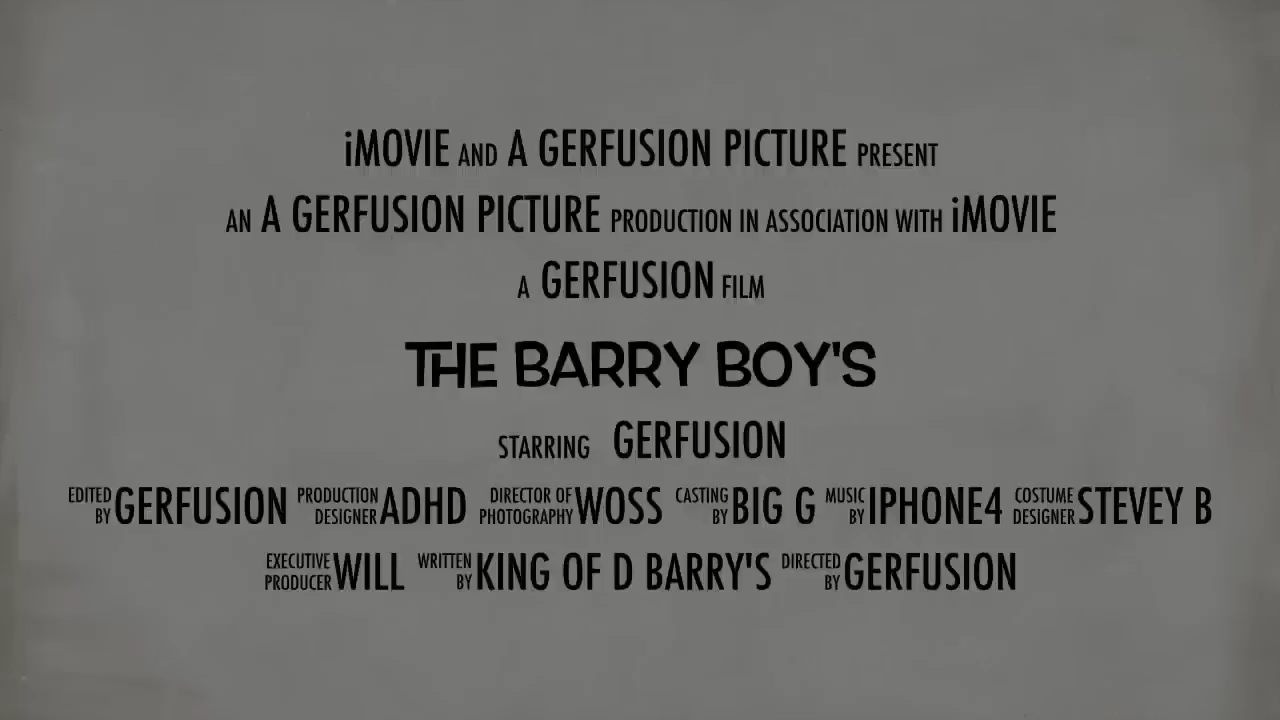 iMOVIE AND A GERFUSION PICTURE PRESENT
AN A GERFUSION PICTURE PRODUCTION IN ASSOCIATION WITH iMOVIE
A GERFUSION FILM
THE BARRY BOY'S
STARRING GERFUSION
EDITED BY GERFUSION PRODUCTION DESIGNER ADHD DIRECTOR OF PHOTOGRAPHY WOSS CASTING BY BIG G MUSIC BY IPHONE4 COSTUME DESIGNER STEVEY B
EXECUTIVE PRODUCER WILL WRITTEN BY KING OF D BARRY'S DIRECTED BY GERFUSION